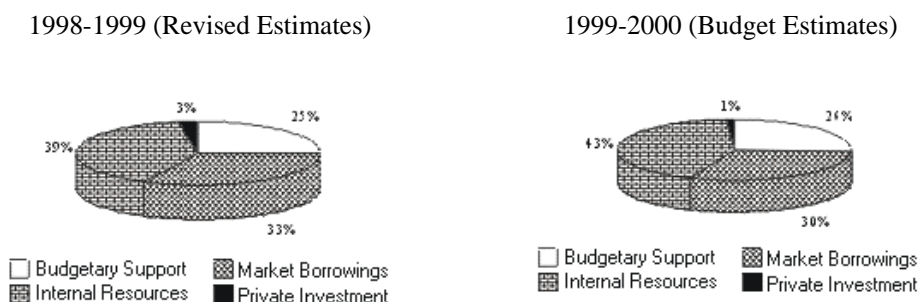 1998-1999 (Revised Estimates)
1999-2000 (Budget Estimates)
3%
25%
39%
33%
Budgetary Support
Market Borrowings
Internal Resources
Private Investment
1%
26%
43%
30%
Budgetary Support
Market Borrowings
Internal Resources
Private Investment